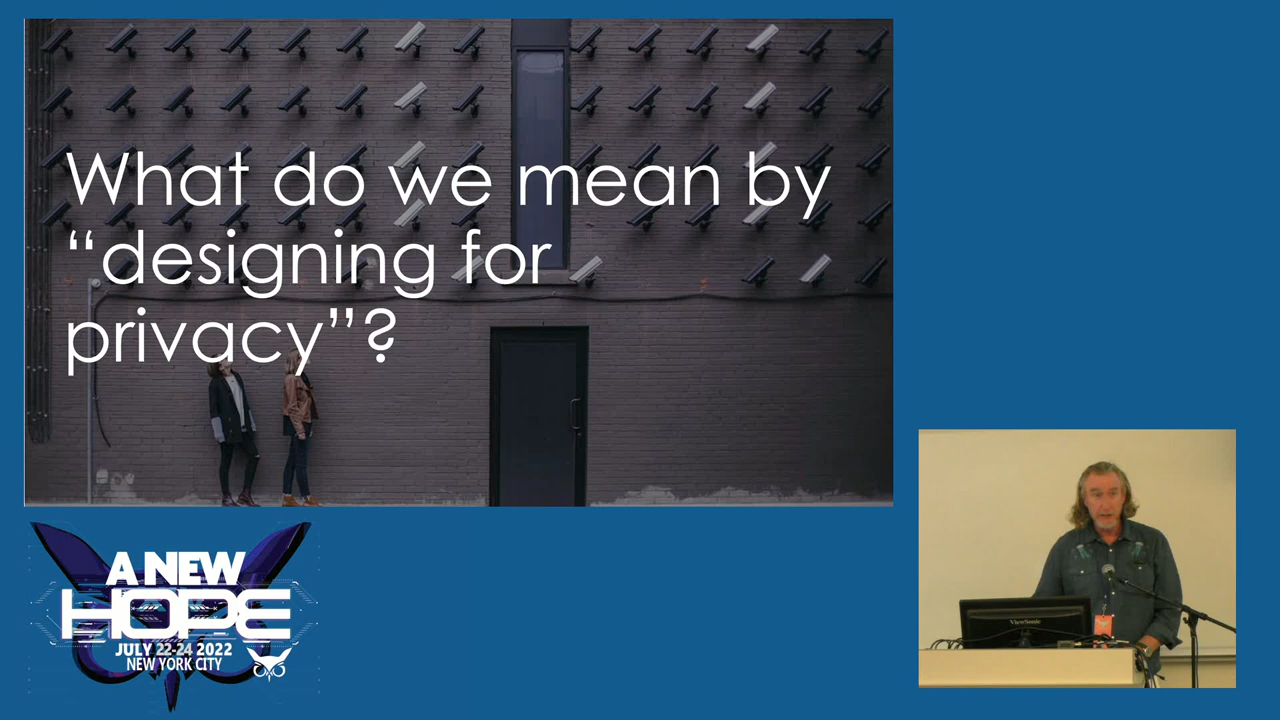 What do we mean by
“designing for
privacy”?
A NEW
HOPE
JULY 22-24 2022
NEW YORK CITY
ViewSonic